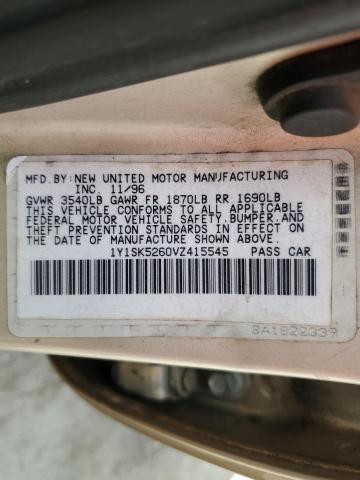 MFD.BY:NEW UNITED MOTOR MANUFACTURING
INC. 11/96
GVWR 3540LB GAWR FR 1870LB RR 1690LB
THIS VEHICLE CONFORMS TO ALL APPLICABLE
FEDERAL MOTOR VEHICLE SAFETY.BUMPER.AND
THEFT PREVENTION STANDARDS IN EFFECT ON
THE DATE OF MANUFACTURE SHOWN ABOVE.
1Y1SK5260VZ415545 PASS CAR
BA1822339